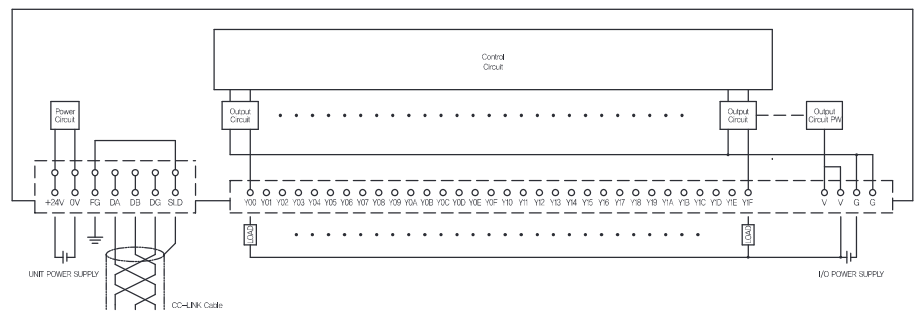 Control
Circuit
Power
Circuit
Output
Circuit
Output
Circuit
Output
Circuit PW
+24V 0V FG DA DB DG SLD
Y00 Y01 Y02 Y03 Y04 Y05 Y06 Y07 Y08 Y09 Y0A Y0B Y0C Y0D Y0E Y0F Y10 Y11 Y12 Y13 Y14 Y15 Y16 Y17 Y18 Y19 Y1A Y1B Y1C Y1D Y1E Y1F V V G G
LOAD
LOAD
UNIT POWER SUPPLY
I/O POWER SUPPLY
CC-LINK Cable